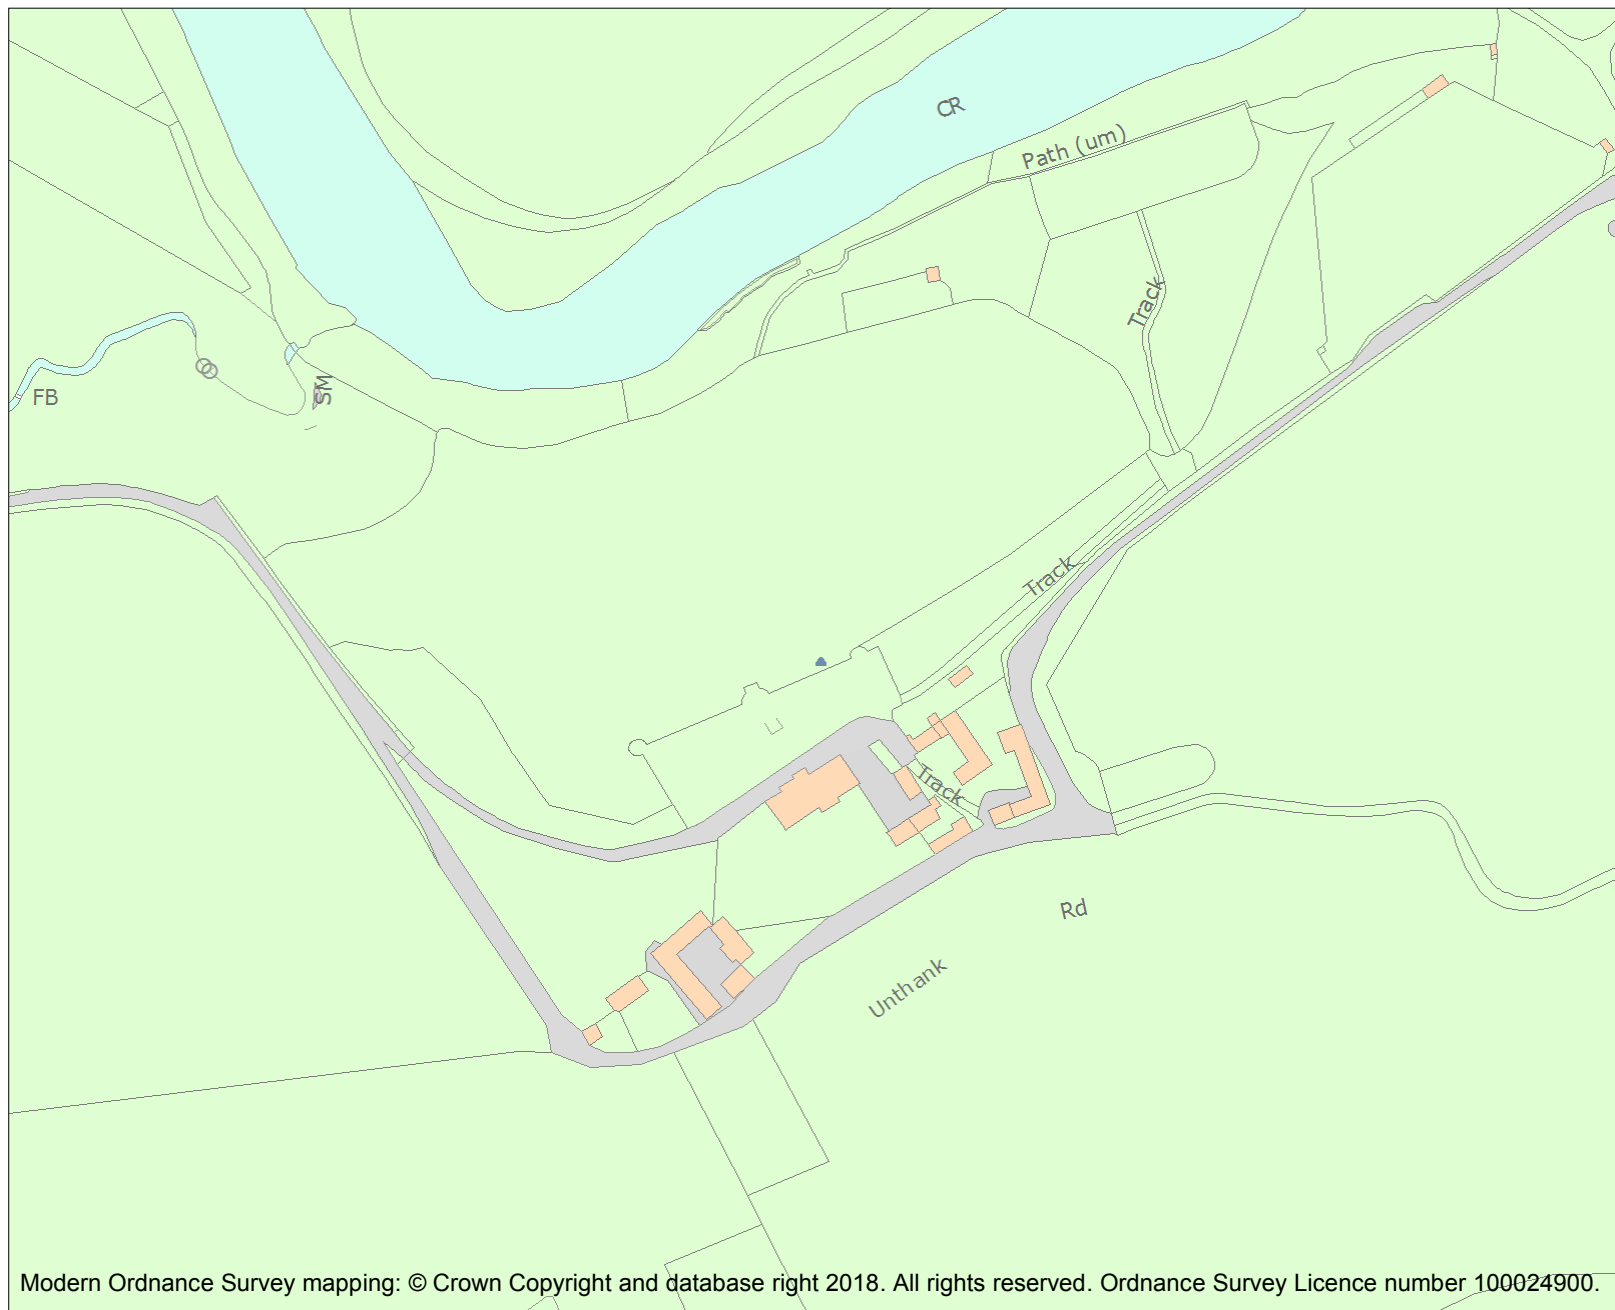 CR
Path (um)
Track
FB
SM
Track
Track
Rd
Unthank
Modern Ordnance Survey mapping: © Crown Copyright and database right 2018. All rights reserved. Ordnance Survey Licence number 100024900.